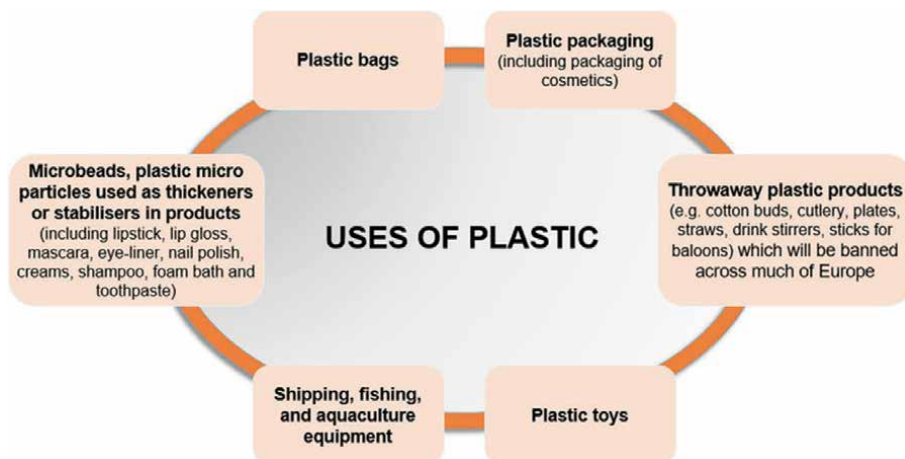 Plastic bags
Plastic packaging
(including packaging of
cosmetics)
Microbeads, plastic micro
particles used as thickeners
or stabilisers in products
(including lipstick, lip gloss,
mascara, eye-liner, nail polish,
creams, shampoo, foam bath and
toothpaste)
USES OF PLASTIC
Throwaway plastic products
(e.g. cotton buds, cutlery, plates,
straws, drink stirrers, sticks for
baloons) which will be banned
across much of Europe
Shipping, fishing,
and aquaculture
equipment
Plastic toys